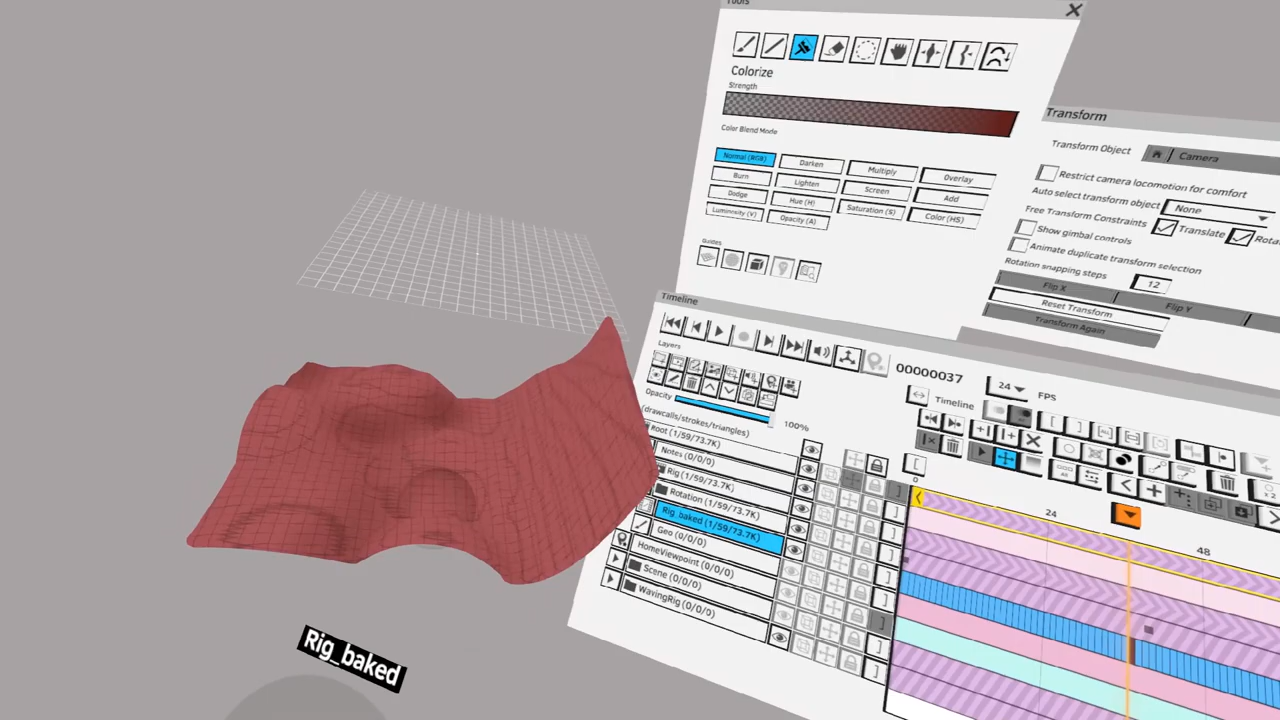 Tools
Colorize
Strength
Color Blend Mode
Normal (RGB) Darken Multiply Overlay
Burn Lighten Screen Add
Dodge Hue (H) Saturation (S) Color (HS)
Luminosity (V) Opacity (A)
Guides
Transform
Transform Object Camera
Restrict camera locomotion for comfort
Auto select transform object None
Free Transform Constraints Translate
Show gimbal controls
Animate duplicate transform selection
Rotation snapping steps 12
Flip X Flip Y
Reset Transform
Transform Again
Timeline
Layers
00000037 24 FPS
Opacity 100%
Timeline
(drawcalls/strokes/triangles)
Root (1/59/73.7K)
Notes (0/0/0)
Rig (1/59/73.7K)
Rotation (1/59/73.7K)
Rig_baked (1/59/73.7K)
Geo (0/0/0)
HomeViewpoint (0/0/0)
Scene (0/0/0)
WavingRig (0/0/0)
0 24 48
Rig_baked